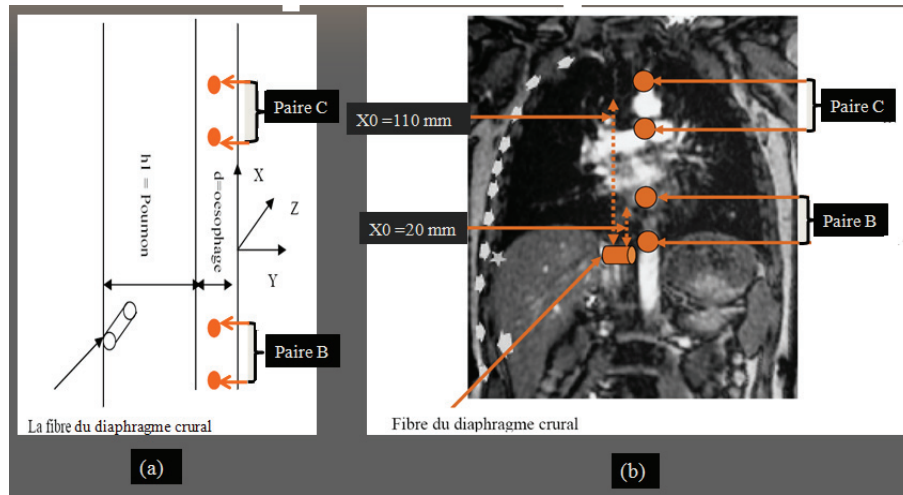 Paire C
h1 = Poumon
d=oesophage
X
Z
Y
Paire B
La fibre du diaphragme crural
(a)
(b)
X0 =110 mm
Paire C
X0 =20 mm
Paire B
Fibre du diaphragme crural